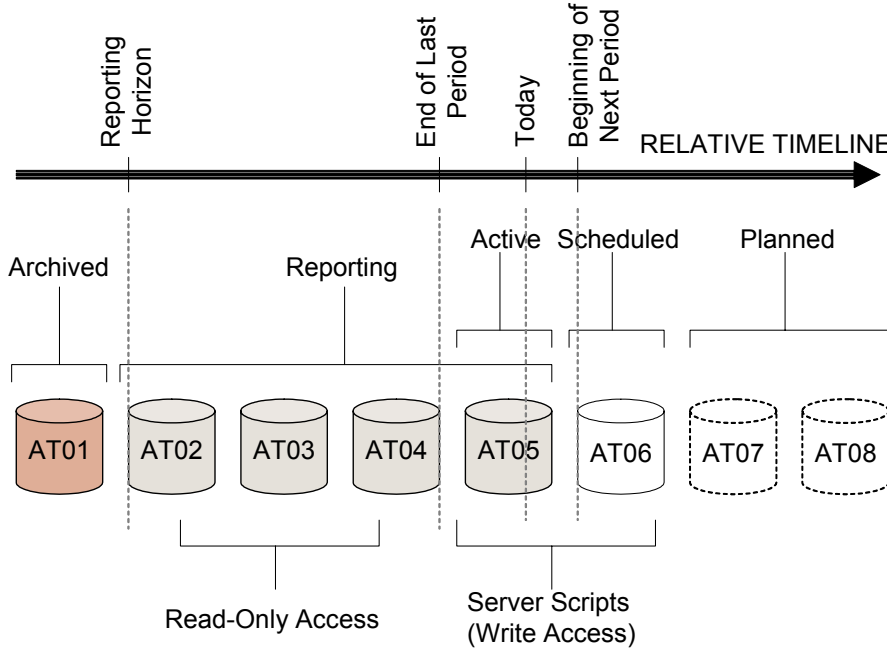 Reporting
Horizon
End of Last
Period
Today
Beginning of
Next Period
RELATIVE TIMELINE
Active
Scheduled
Planned
Archived
Reporting
AT01
AT02
AT03
AT04
AT05
AT06
AT07
AT08
Read-Only Access
Server Scripts
(Write Access)